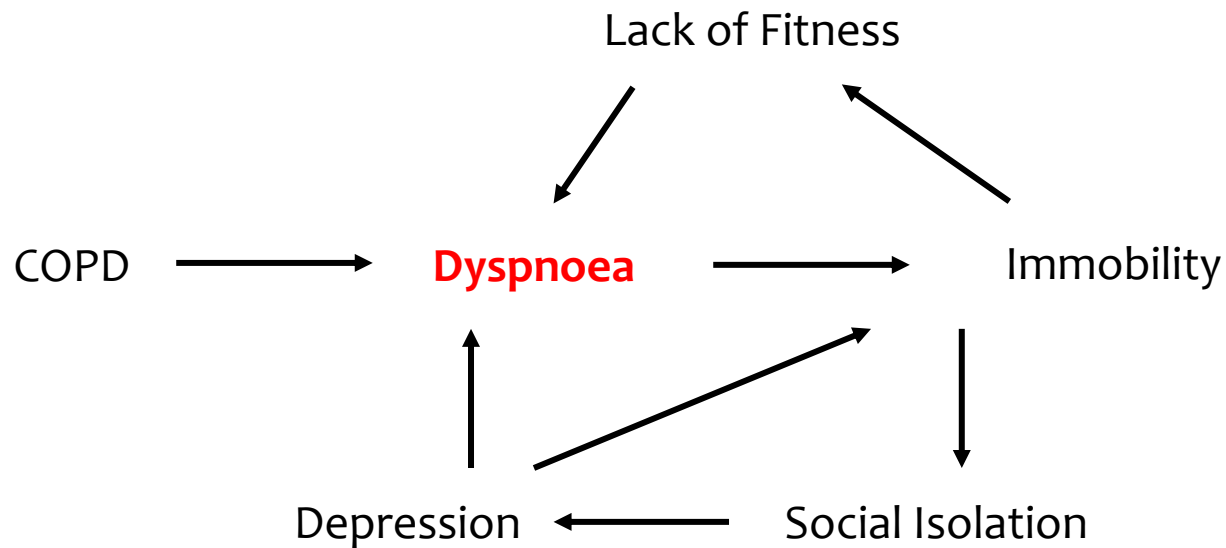 Lack of Fitness
COPD
Dyspnoea
Immobility
Depression
Social Isolation